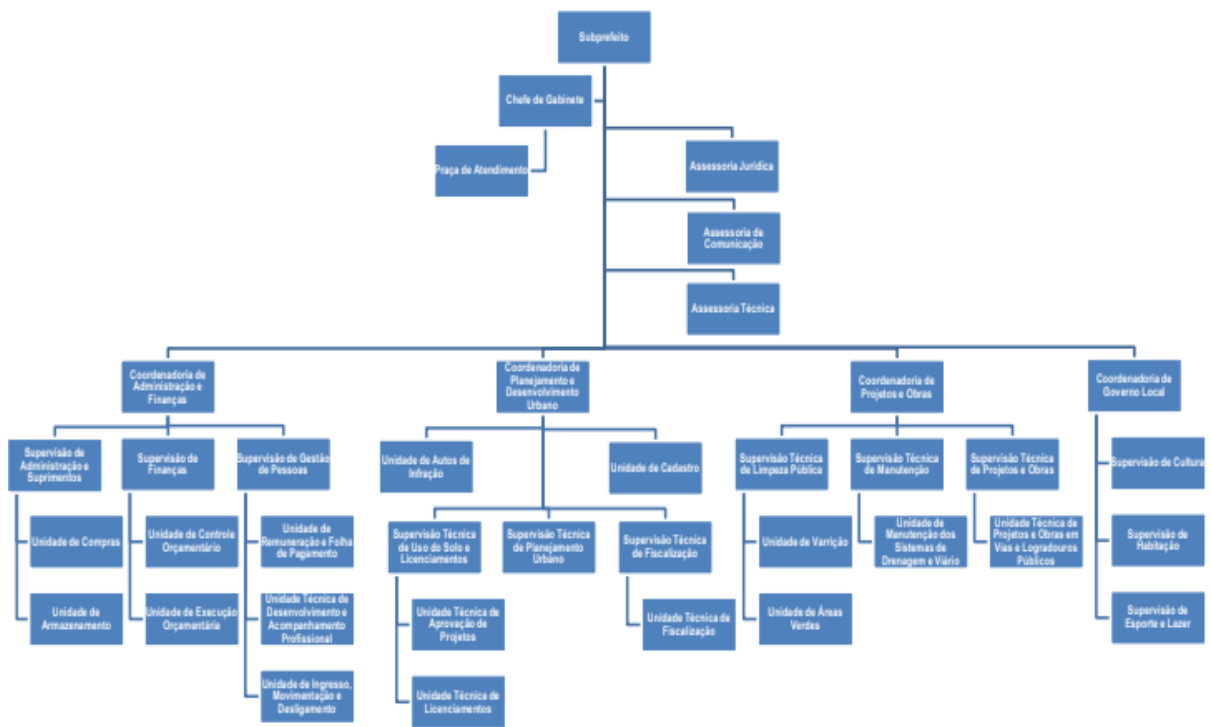 Subprefeito
Chefe de Gabinete
Praça de Atendimento
Assessoria Jurídica
Assessoria de
Comunicação
Assessoria Técnica
Coordenadoria de
Administração e
Finanças
Coordenadoria de
Planejamento e
Desenvolvimento
Urbano
Coordenadoria de
Projetos e Obras
Coordenadoria de
Governo Local
Supervisão de
Administração e
Suprimentos
Supervisão de
Finanças
Supervisão de Gestão
de Pessoas
Unidade de Autos de
Infração
Unidade de Cadastro
Supervisão Técnica
de Limpeza Pública
Supervisão Técnica
de Manutenção
Supervisão Técnica
de Projetos e Obras
Supervisão de Cultura
Unidade de Compras
Unidade de Controle
Orçamentário
Unidade de
Remuneração e Folha
de Pagamento
Supervisão Técnica
de Uso do Solo e
Licenciamentos
Supervisão Técnica
de Planejamento
Urbano
Supervisão Técnica
de Fiscalização
Unidade de Varrição
Unidade de
Manutenção dos
Sistemas de
Drenagem e Viário
Unidade Técnica de
Projetos e Obras em
Vias e Logradouros
Públicos
Supervisão de
Habitação
Unidade de
Armazenamento
Unidade de Execução
Orçamentária
Unidade Técnica de
Desenvolvimento e
Acompanhamento
Profissional
Unidade Técnica de
Aprovação de
Projetos
Unidade Técnica de
Fiscalização
Unidade de Áreas
Verdes
Supervisão de
Esporte e Lazer
Unidade de Ingresso,
Movimentação e
Desligamento
Unidade Técnica de
Licenciamentos